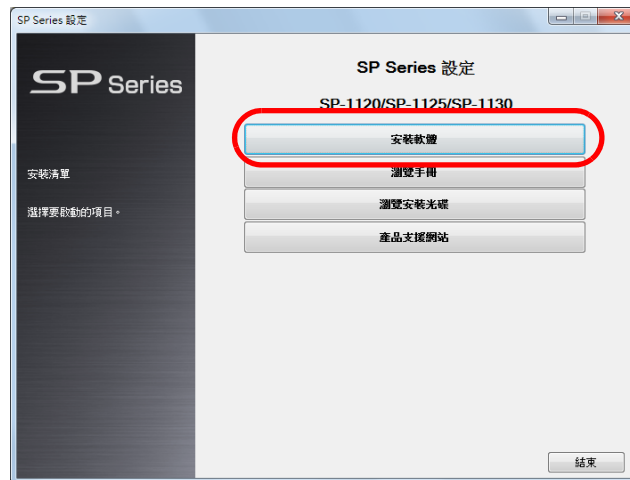 SP Series 設定
SP Series
安裝清單
選擇要啟動的項目。
SP Series 設定
SP-1120/SP-1125/SP-1130
安裝軟體
瀏覽手冊
瀏覽安裝光碟
產品支援網站
結束